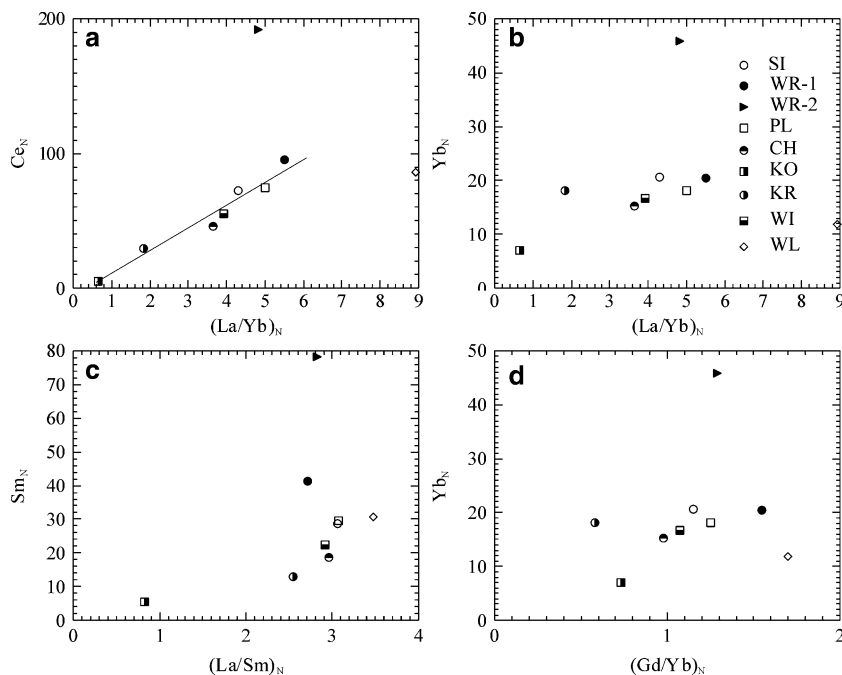 a
200
100
0
Ce_N
0 1 2 3 4 5 6 7 8 9
(La/Yb)_N
b
50
40
30
20
10
0
Yb_N
SI
WR-1
WR-2
PL
CH
KO
KR
WI
WL
0 1 2 3 4 5 6 7 8 9
(La/Yb)_N
c
80
70
60
50
40
30
20
10
0
Sm_N
0 1 2 3 4
(La/Sm)_N
d
50
40
30
20
10
0
Yb_N
0 1 2
(Gd/Yb)_N